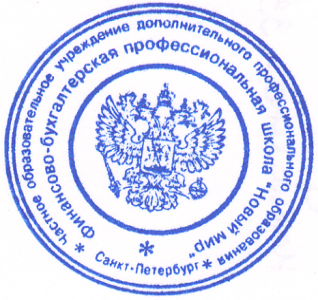 Частное образовательное учреждение дополнительного профессионального образования
* Санкт-Петербург *
Финансово-бухгалтерская профессиональная школа "Новый мир"
*